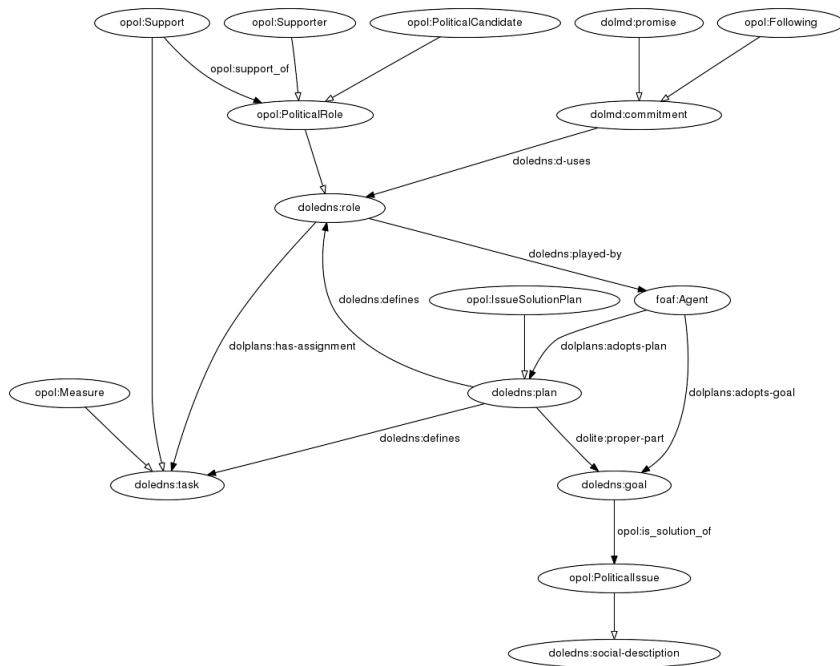 opol:Support
opol:Supporter
opol:PoliticalCandidate
dolmd:promise
opol:Following
opol:support_of
opol:PoliticalRole
dolmd:commitment
doledns:d-uses
doledns:role
doledns:played-by
doledns:defines
opol:IssueSolutionPlan
foaf:Agent
dolplans:has-assignment
dolplans:adopts-plan
opol:Measure
doledns:plan
dolplans:adopts-goal
doledns:defines
dolite:proper-part
doledns:task
doledns:goal
opol:is_solution_of
opol:PoliticalIssue
doledns:social-desctiption